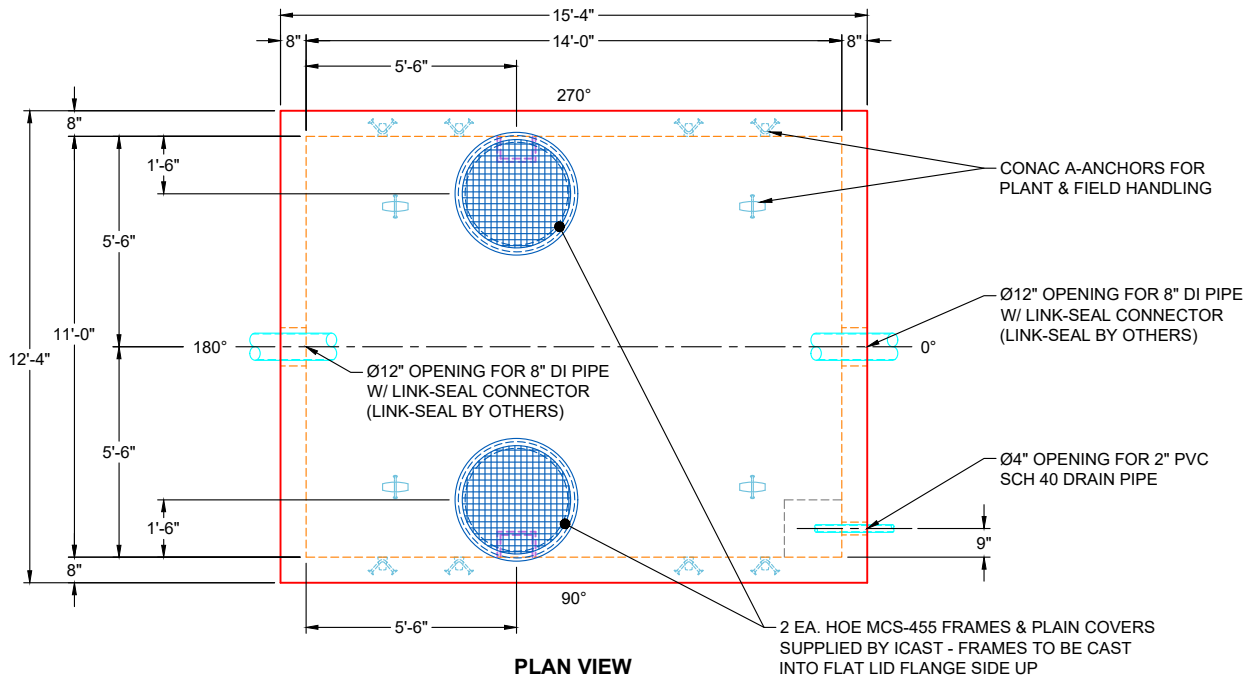 15'-4"
8"
14'-0"
8"
5'-6"
270°
8"
1'-6"
CONAC A-ANCHORS FOR
PLANT & FIELD HANDLING
5'-6"
Ø12" OPENING FOR 8" DI PIPE
W/ LINK-SEAL CONNECTOR
(LINK-SEAL BY OTHERS)
11'-0"
12'-4"
180°
0°
Ø12" OPENING FOR 8" DI PIPE
W/ LINK-SEAL CONNECTOR
(LINK-SEAL BY OTHERS)
5'-6"
Ø4" OPENING FOR 2" PVC
SCH 40 DRAIN PIPE
1'-6"
9"
8"
90°
5'-6"
2 EA. HOE MCS-455 FRAMES & PLAIN COVERS
SUPPLIED BY ICAST - FRAMES TO BE CAST
INTO FLAT LID FLANGE SIDE UP
PLAN VIEW